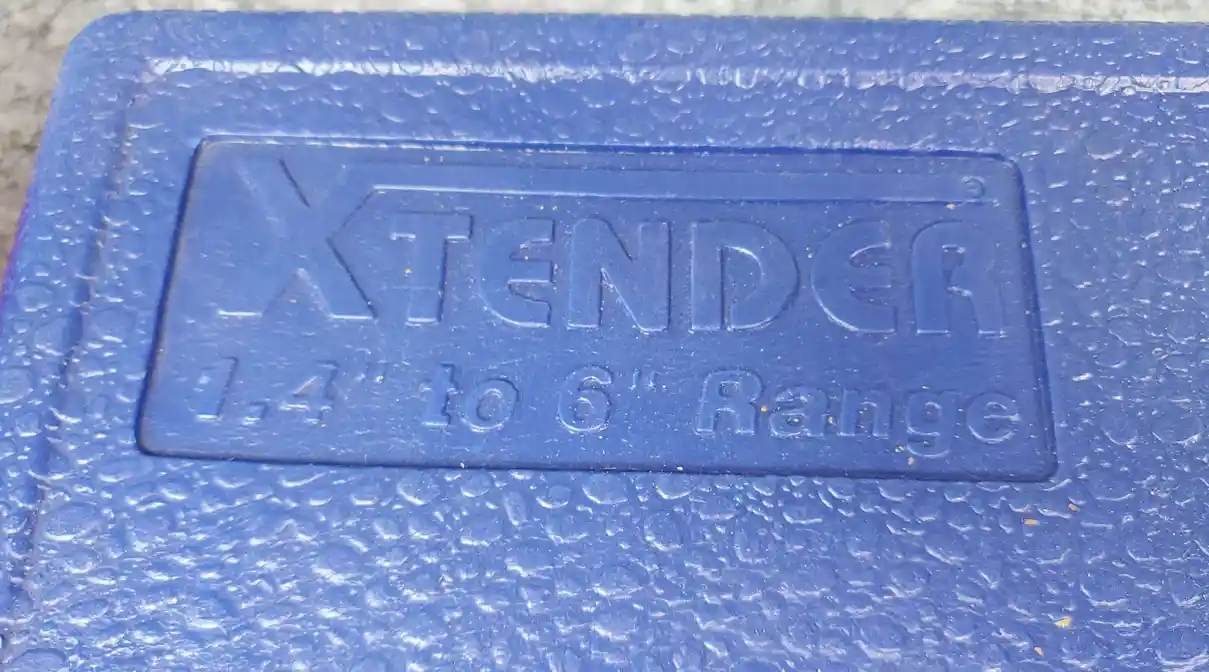 XTENDER®
1.4" to 6" Range